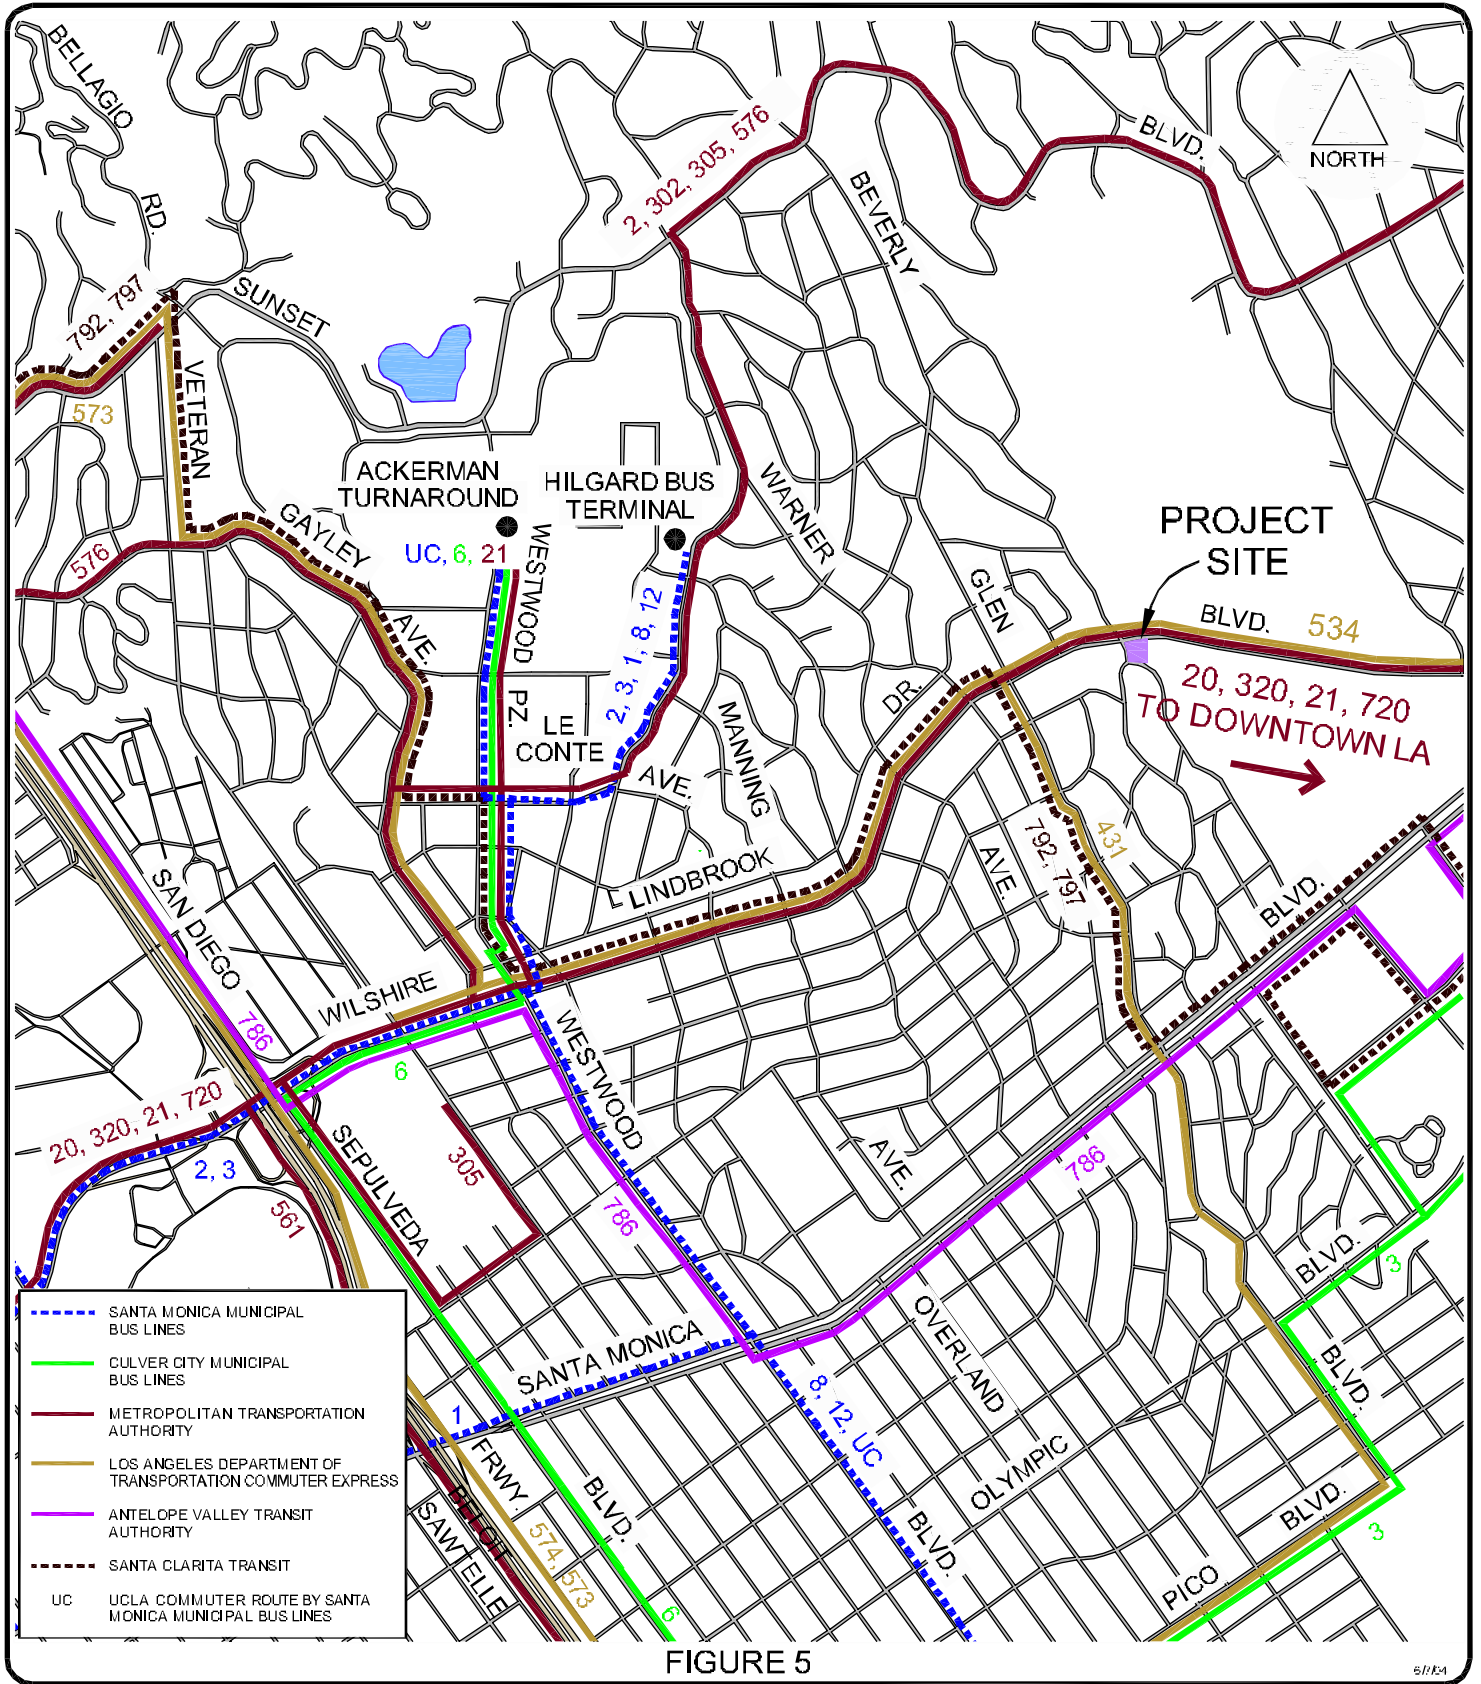 BELLAGIO
RD.
BLVD.
NORTH
2, 302, 305, 576
BEVERLY
792, 797
SUNSET
573
VETERAN
ACKERMAN
TURNAROUND
HILGARD BUS
TERMINAL
WARNER
GAYLEY
AVE.
576
UC, 6, 21
WESTWOOD
PZ.
2, 3, 1, 8, 12
PROJECT
SITE
GLEN
BLVD.
534
20, 320, 21, 720
TO DOWNTOWN LA
DR.
MANNING
LE
CONTE
AVE.
LINDBROOK
792, 797
431
AVE.
BLVD.
SAN DIEGO
786
WILSHIRE
6
WESTWOOD
20, 320, 21, 720
2, 3
561
SEPULVEDA
305
786
AVE.
786
BLVD.
3
OVERLAND
BLVD.
SANTA MONICA
1
8, 12, UC
OLYMPIC
BLVD.
FRWY
BELOIT
SAWTELLE
574, 573
BLVD.
6
BLVD.
PICO
3
SANTA MONICA MUNICIPAL
BUS LINES
CULVER CITY MUNICIPAL
BUS LINES
METROPOLITAN TRANSPORTATION
AUTHORITY
LOS ANGELES DEPARTMENT OF
TRANSPORTATION COMMUTER EXPRESS
ANTELOPE VALLEY TRANSIT
AUTHORITY
SANTA CLARITA TRANSIT
UC UCLA COMMUTER ROUTE BY SANTA
MONICA MUNICIPAL BUS LINES
FIGURE 5